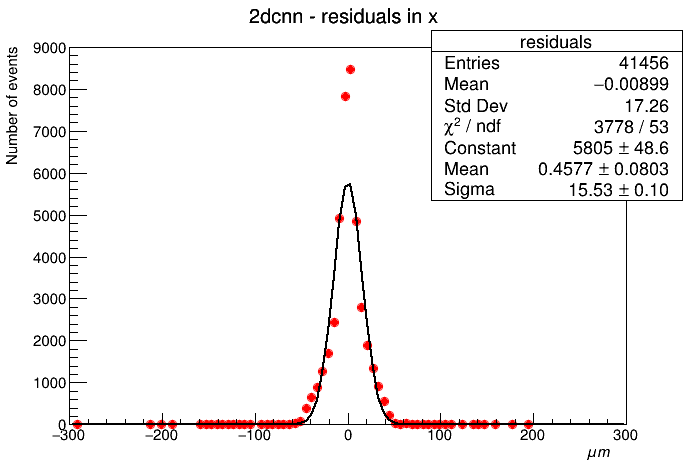 2dcnn - residuals in x
residuals
Entries 41456
Mean −0.00899
Std Dev 17.26
χ² / ndf 3778 / 53
Constant 5805 ± 48.6
Mean 0.4577 ± 0.0803
Sigma 15.53 ± 0.10
Number of events
9000
8000
7000
6000
5000
4000
3000
2000
1000
0
−300 −200 −100 0 100 200 300
μm